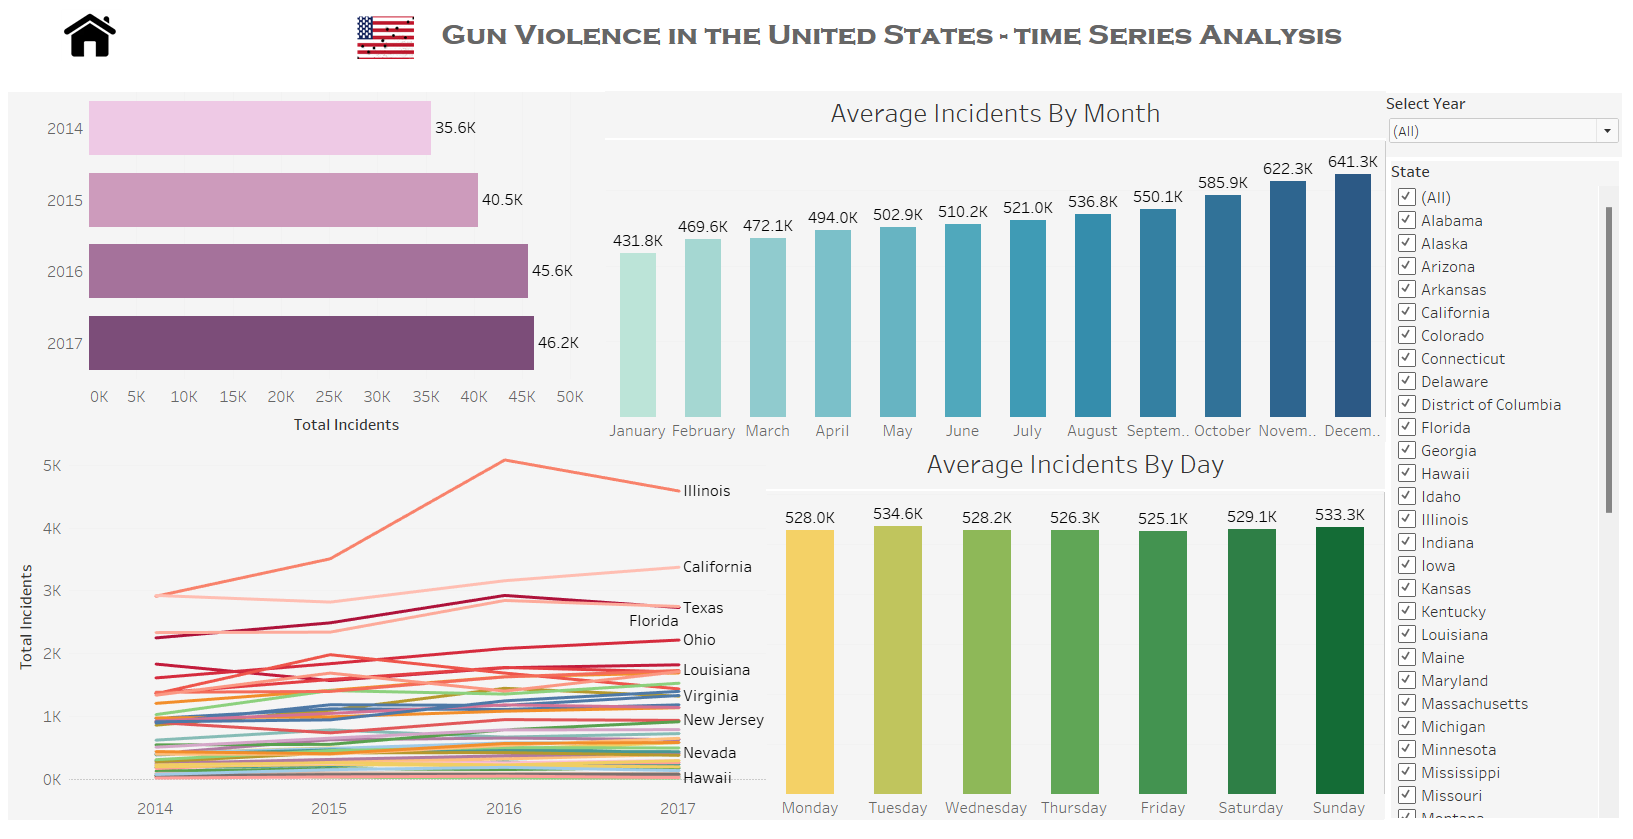 Gun Violence in the United States - time Series Analysis
2014
35.6K
2015
40.5K
2016
45.6K
2017
46.2K
0K 5K 10K 15K 20K 25K 30K 35K 40K 45K 50K
Total Incidents
Average Incidents By Month
431.8K 469.6K 472.1K 494.0K 502.9K 510.2K 521.0K 536.8K 550.1K 585.9K 622.3K 641.3K
January February March April May June July August Septem.. October Novem.. Decem..
Total Incidents
5K
4K
3K
2K
1K
0K
Illinois
California
Texas
Florida
Ohio
Louisiana
Virginia
New Jersey
Nevada
Hawaii
2014 2015 2016 2017
Average Incidents By Day
528.0K 534.6K 528.2K 526.3K 525.1K 529.1K 533.3K
Monday Tuesday Wednesday Thursday Friday Saturday Sunday
Select Year
(All)
State
(All)
Alabama
Alaska
Arizona
Arkansas
California
Colorado
Connecticut
Delaware
District of Columbia
Florida
Georgia
Hawaii
Idaho
Illinois
Indiana
Iowa
Kansas
Kentucky
Louisiana
Maine
Maryland
Massachusetts
Michigan
Minnesota
Mississippi
Missouri
Montana